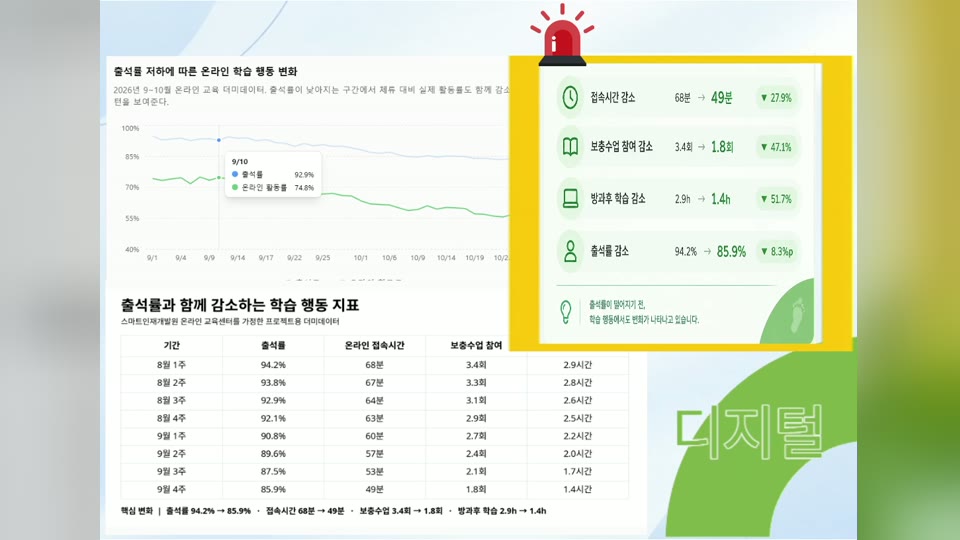 출석률 저하에 따른 온라인 학습 행동 변화
2026년 9~10월 온라인 교육 더미데이터. 출석률이 낮아지는 구간에서 체류 대비 실제 활동률도 함께 감소
턴을 보여준다.
100%
85%
70%
55%
40%
9/10
출석률 92.9%
온라인 활동률 74.8%
9/1 9/4 9/9 9/14 9/17 9/22 9/25 10/1 10/6 10/9 10/14 10/19
접속시간 감소 68분 → 49분 ▼ 27.9%
보충수업 참여 감소 3.4회 → 1.8회 ▼ 47.1%
방과후 학습 감소 2.9h → 1.4h ▼ 51.7%
출석률 감소 94.2% → 85.9% ▼ 8.3%p
출석률이 떨어지기 전,
학습 행동에서도 변화가 나타나고 있습니다.
출석률과 함께 감소하는 학습 행동 지표
스마트인재개발원 온라인 교육센터를 가정한 프로젝트용 더미데이터
기간 출석률 온라인 접속시간 보충수업 참여
8월 1주 94.2% 68분 3.4회 2.9시간
8월 2주 93.8% 67분 3.3회 2.8시간
8월 3주 92.9% 64분 3.1회 2.6시간
8월 4주 92.1% 63분 2.9회 2.5시간
9월 1주 90.8% 60분 2.7회 2.2시간
9월 2주 89.6% 57분 2.4회 2.0시간
9월 3주 87.5% 53분 2.1회 1.7시간
9월 4주 85.9% 49분 1.8회 1.4시간
핵심 변화 | 출석률 94.2% → 85.9% · 접속시간 68분 → 49분 · 보충수업 3.4회 → 1.8회 · 방과후 학습 2.9h → 1.4h
디지털